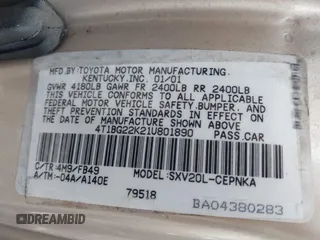 MFD.BY TOYOTA MOTOR MANUFACTURING,
KENTUCKY,INC. 01/01
GVWR 4180LB GAWR FR 2400LB RR 2400LB
THIS VEHICLE CONFORMS TO ALL APPLICABLE
FEDERAL MOTOR VEHICLE SAFETY,BUMPER, AND
THEFT PREVENTION STANDARDS IN EFFECT ON
THE DATE OF MANUFACTURE SHOWN ABOVE.
4T1BG22K21U801890 PASS.CAR
C/TR:4M9/FB49 MODEL:SXV20L-CEPNKA
A/TM:-04A/A140E
79518
BA04380283
DREAMBID